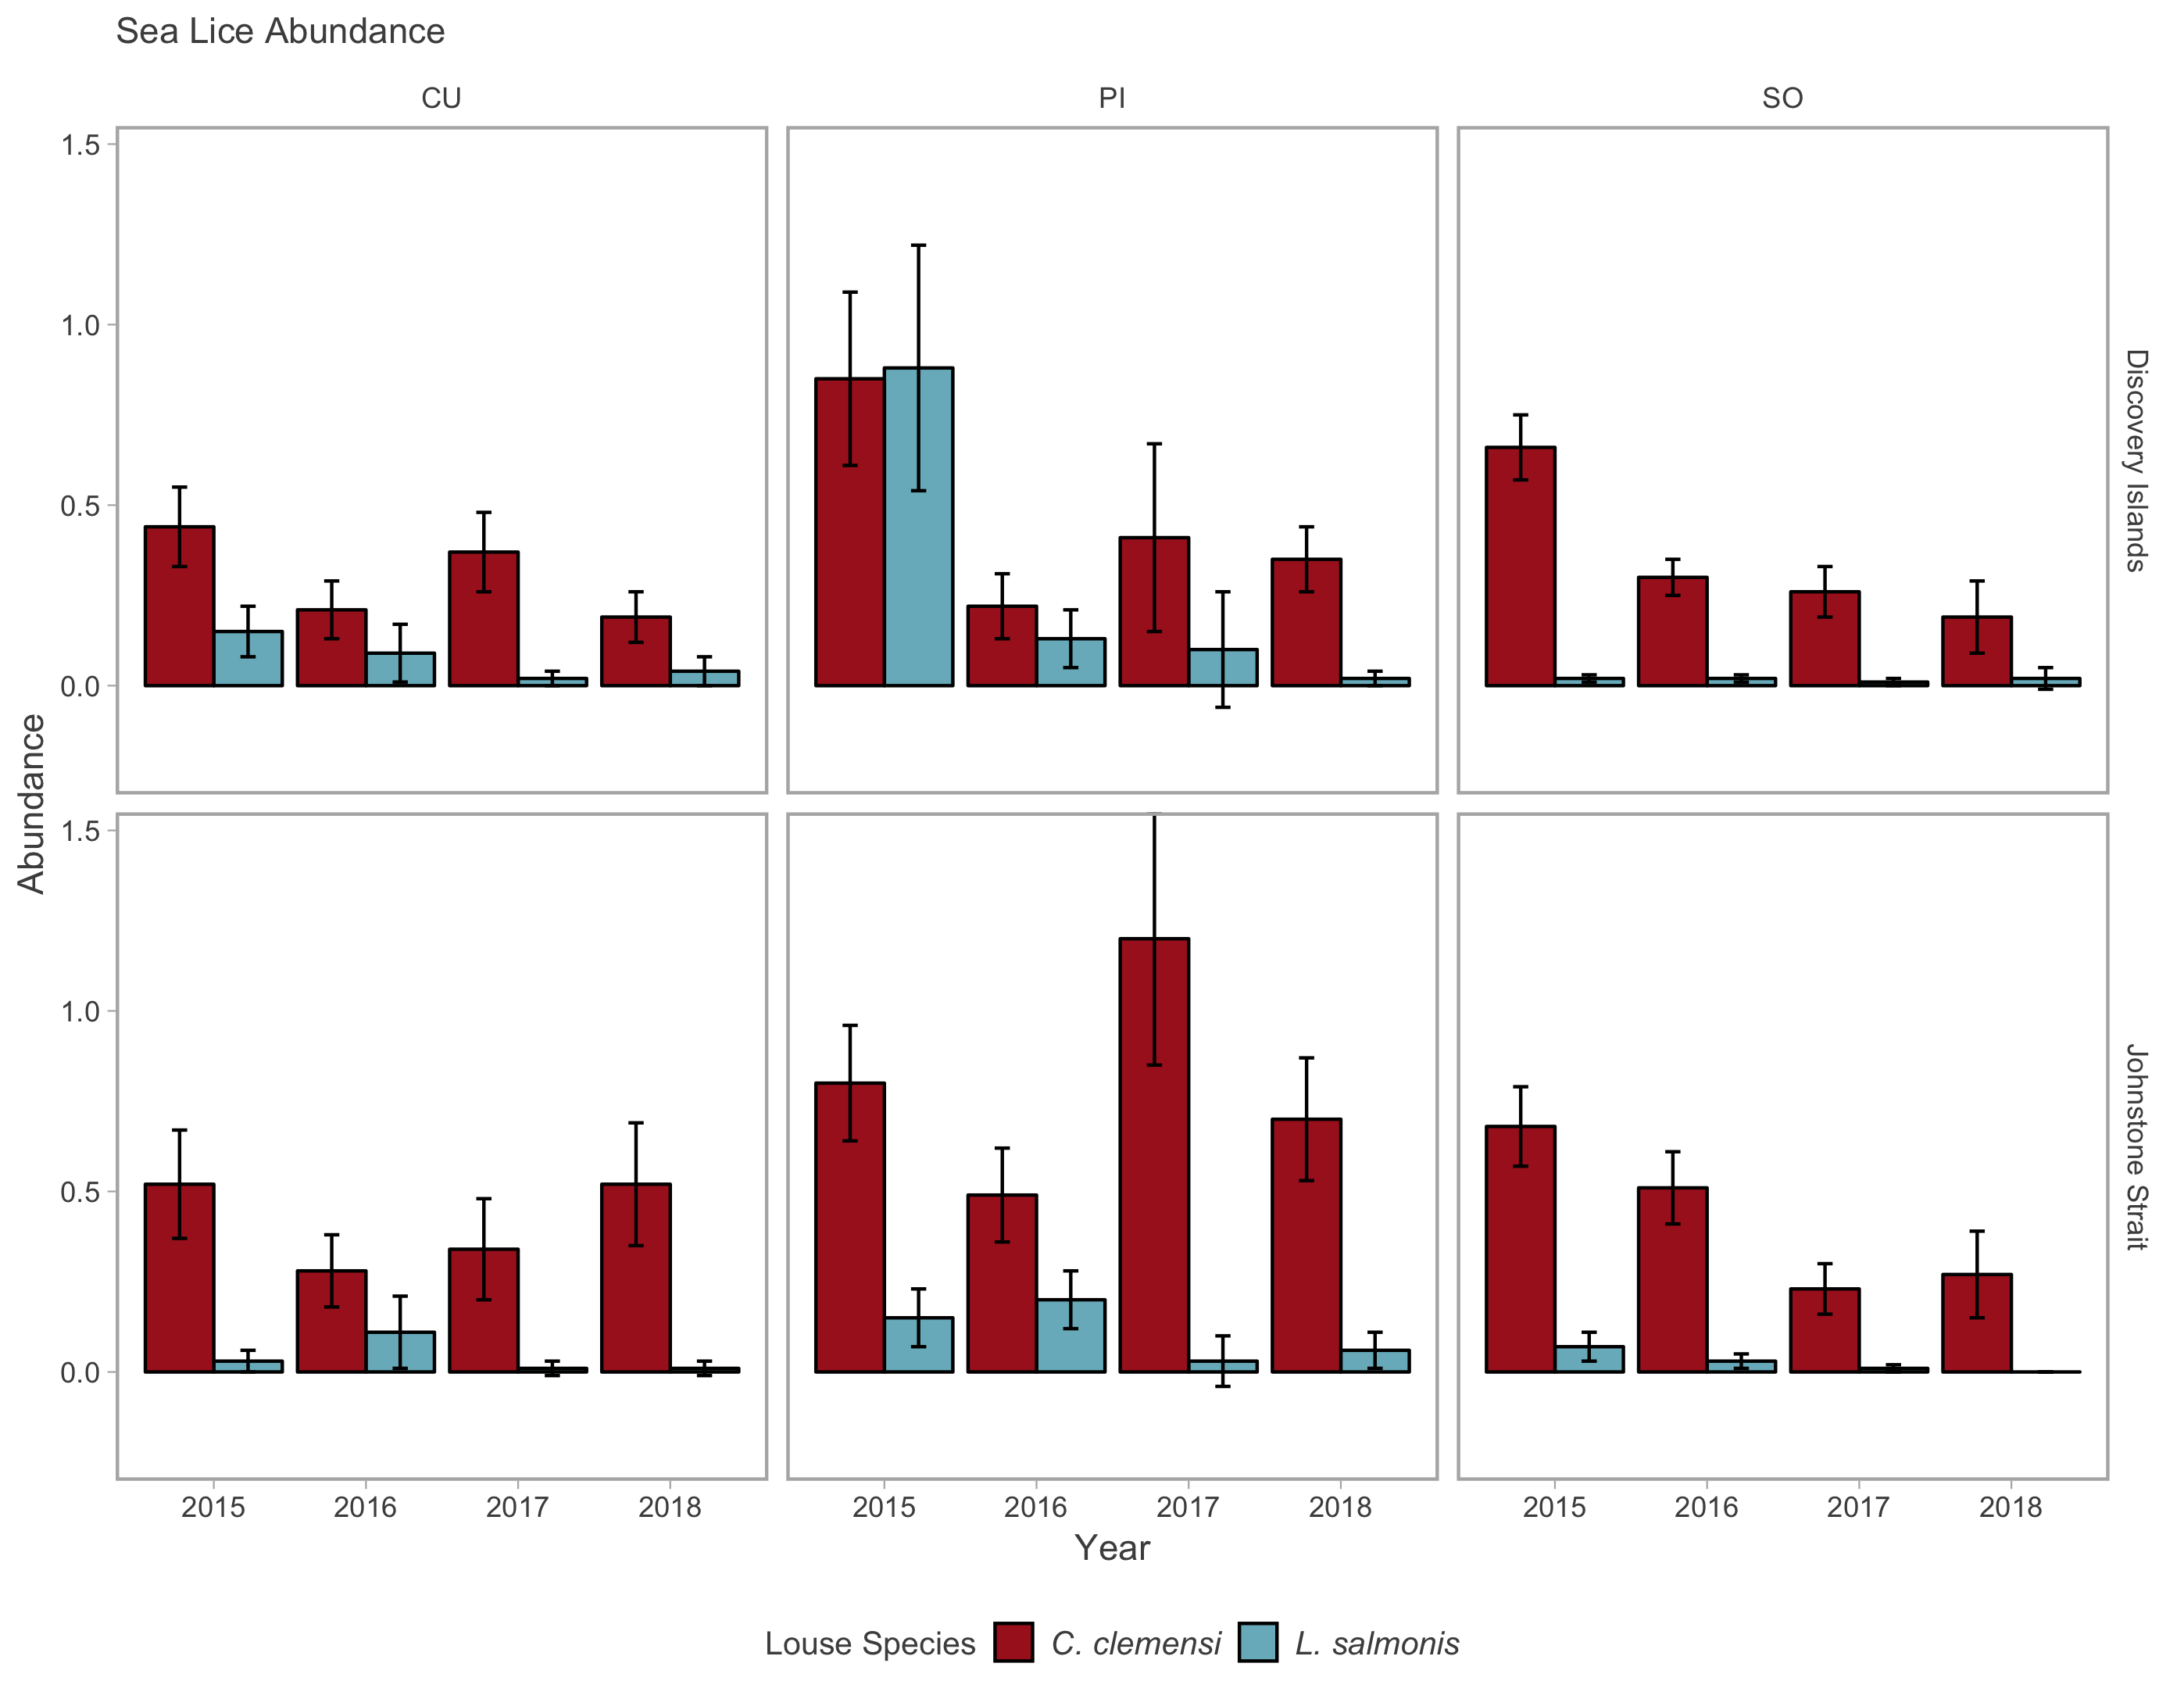 Sea Lice Abundance
CU PI SO
1.5
1.0
0.5
0.0
Discovery Islands
Abundance
1.5
1.0
0.5
0.0
Johnstone Strait
2015 2016 2017 2018 2015 2016 2017 2018 2015 2016 2017 2018
Year
Louse Species C. clemensi L. salmonis